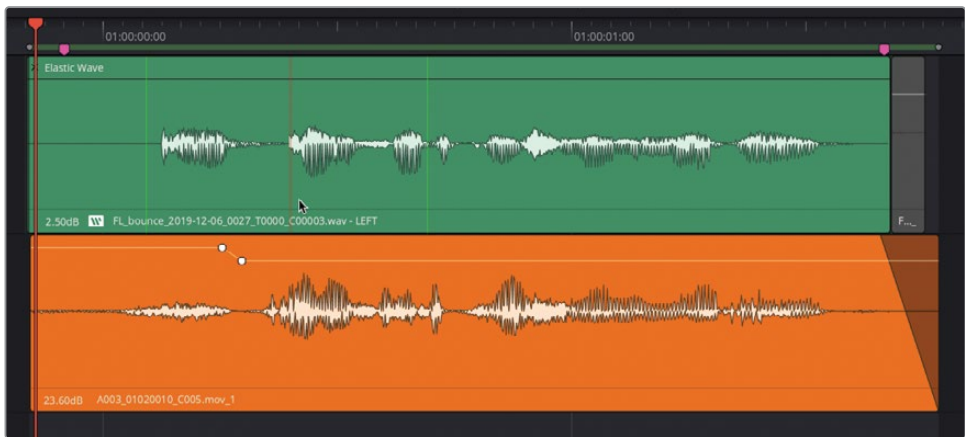 01:00:00:00 01:00:01:00
Elastic Wave
2.50dB W FL_bounce_2019-12-06_0027_T0000_C00003.wav - LEFT F..._
23.60dB A003_01020010_C005.mov_1